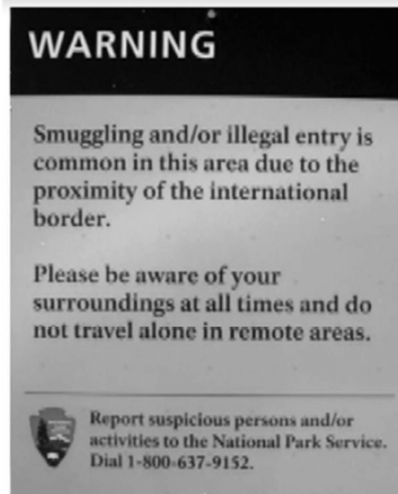 WARNING
Smuggling and/or illegal entry is
common in this area due to the
proximity of the international
border.
Please be aware of your
surroundings at all times and do
not travel alone in remote areas.
Report suspicious persons and/or
activities to the National Park Service.
Dial 1-800-637-9152.